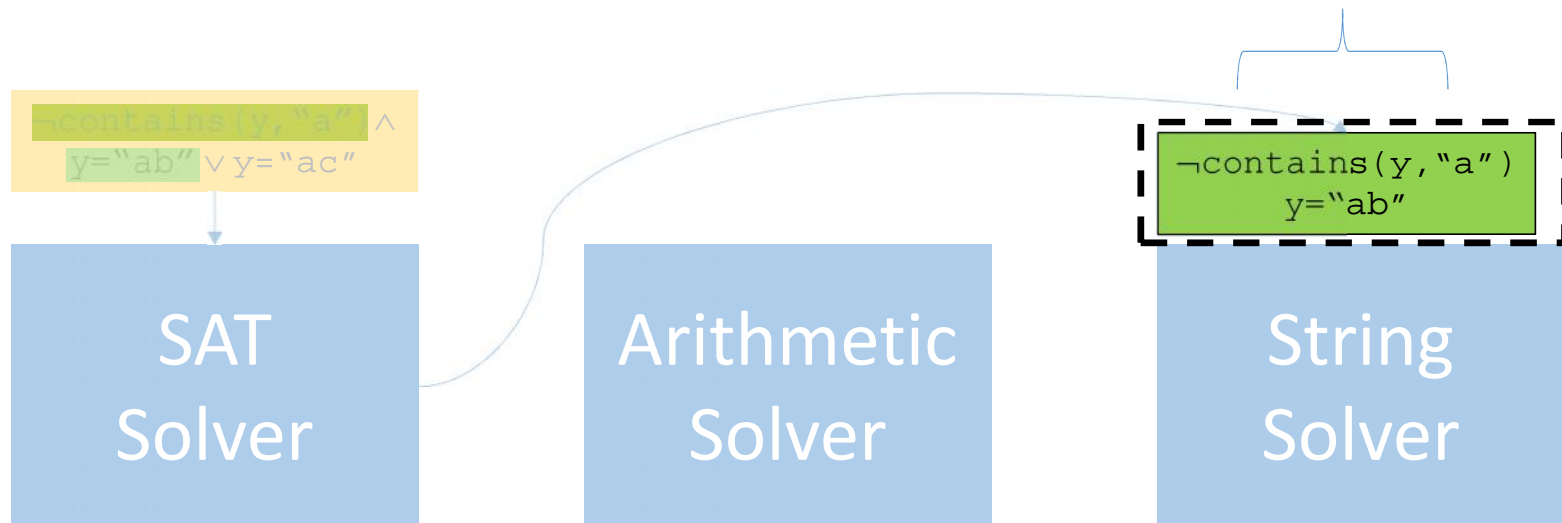 ¬contains(y,“a”)∧
y=“ab”∨y=“ac”
¬contains(y,“a”)
y=“ab”
SAT
Solver
Arithmetic
Solver
String
Solver